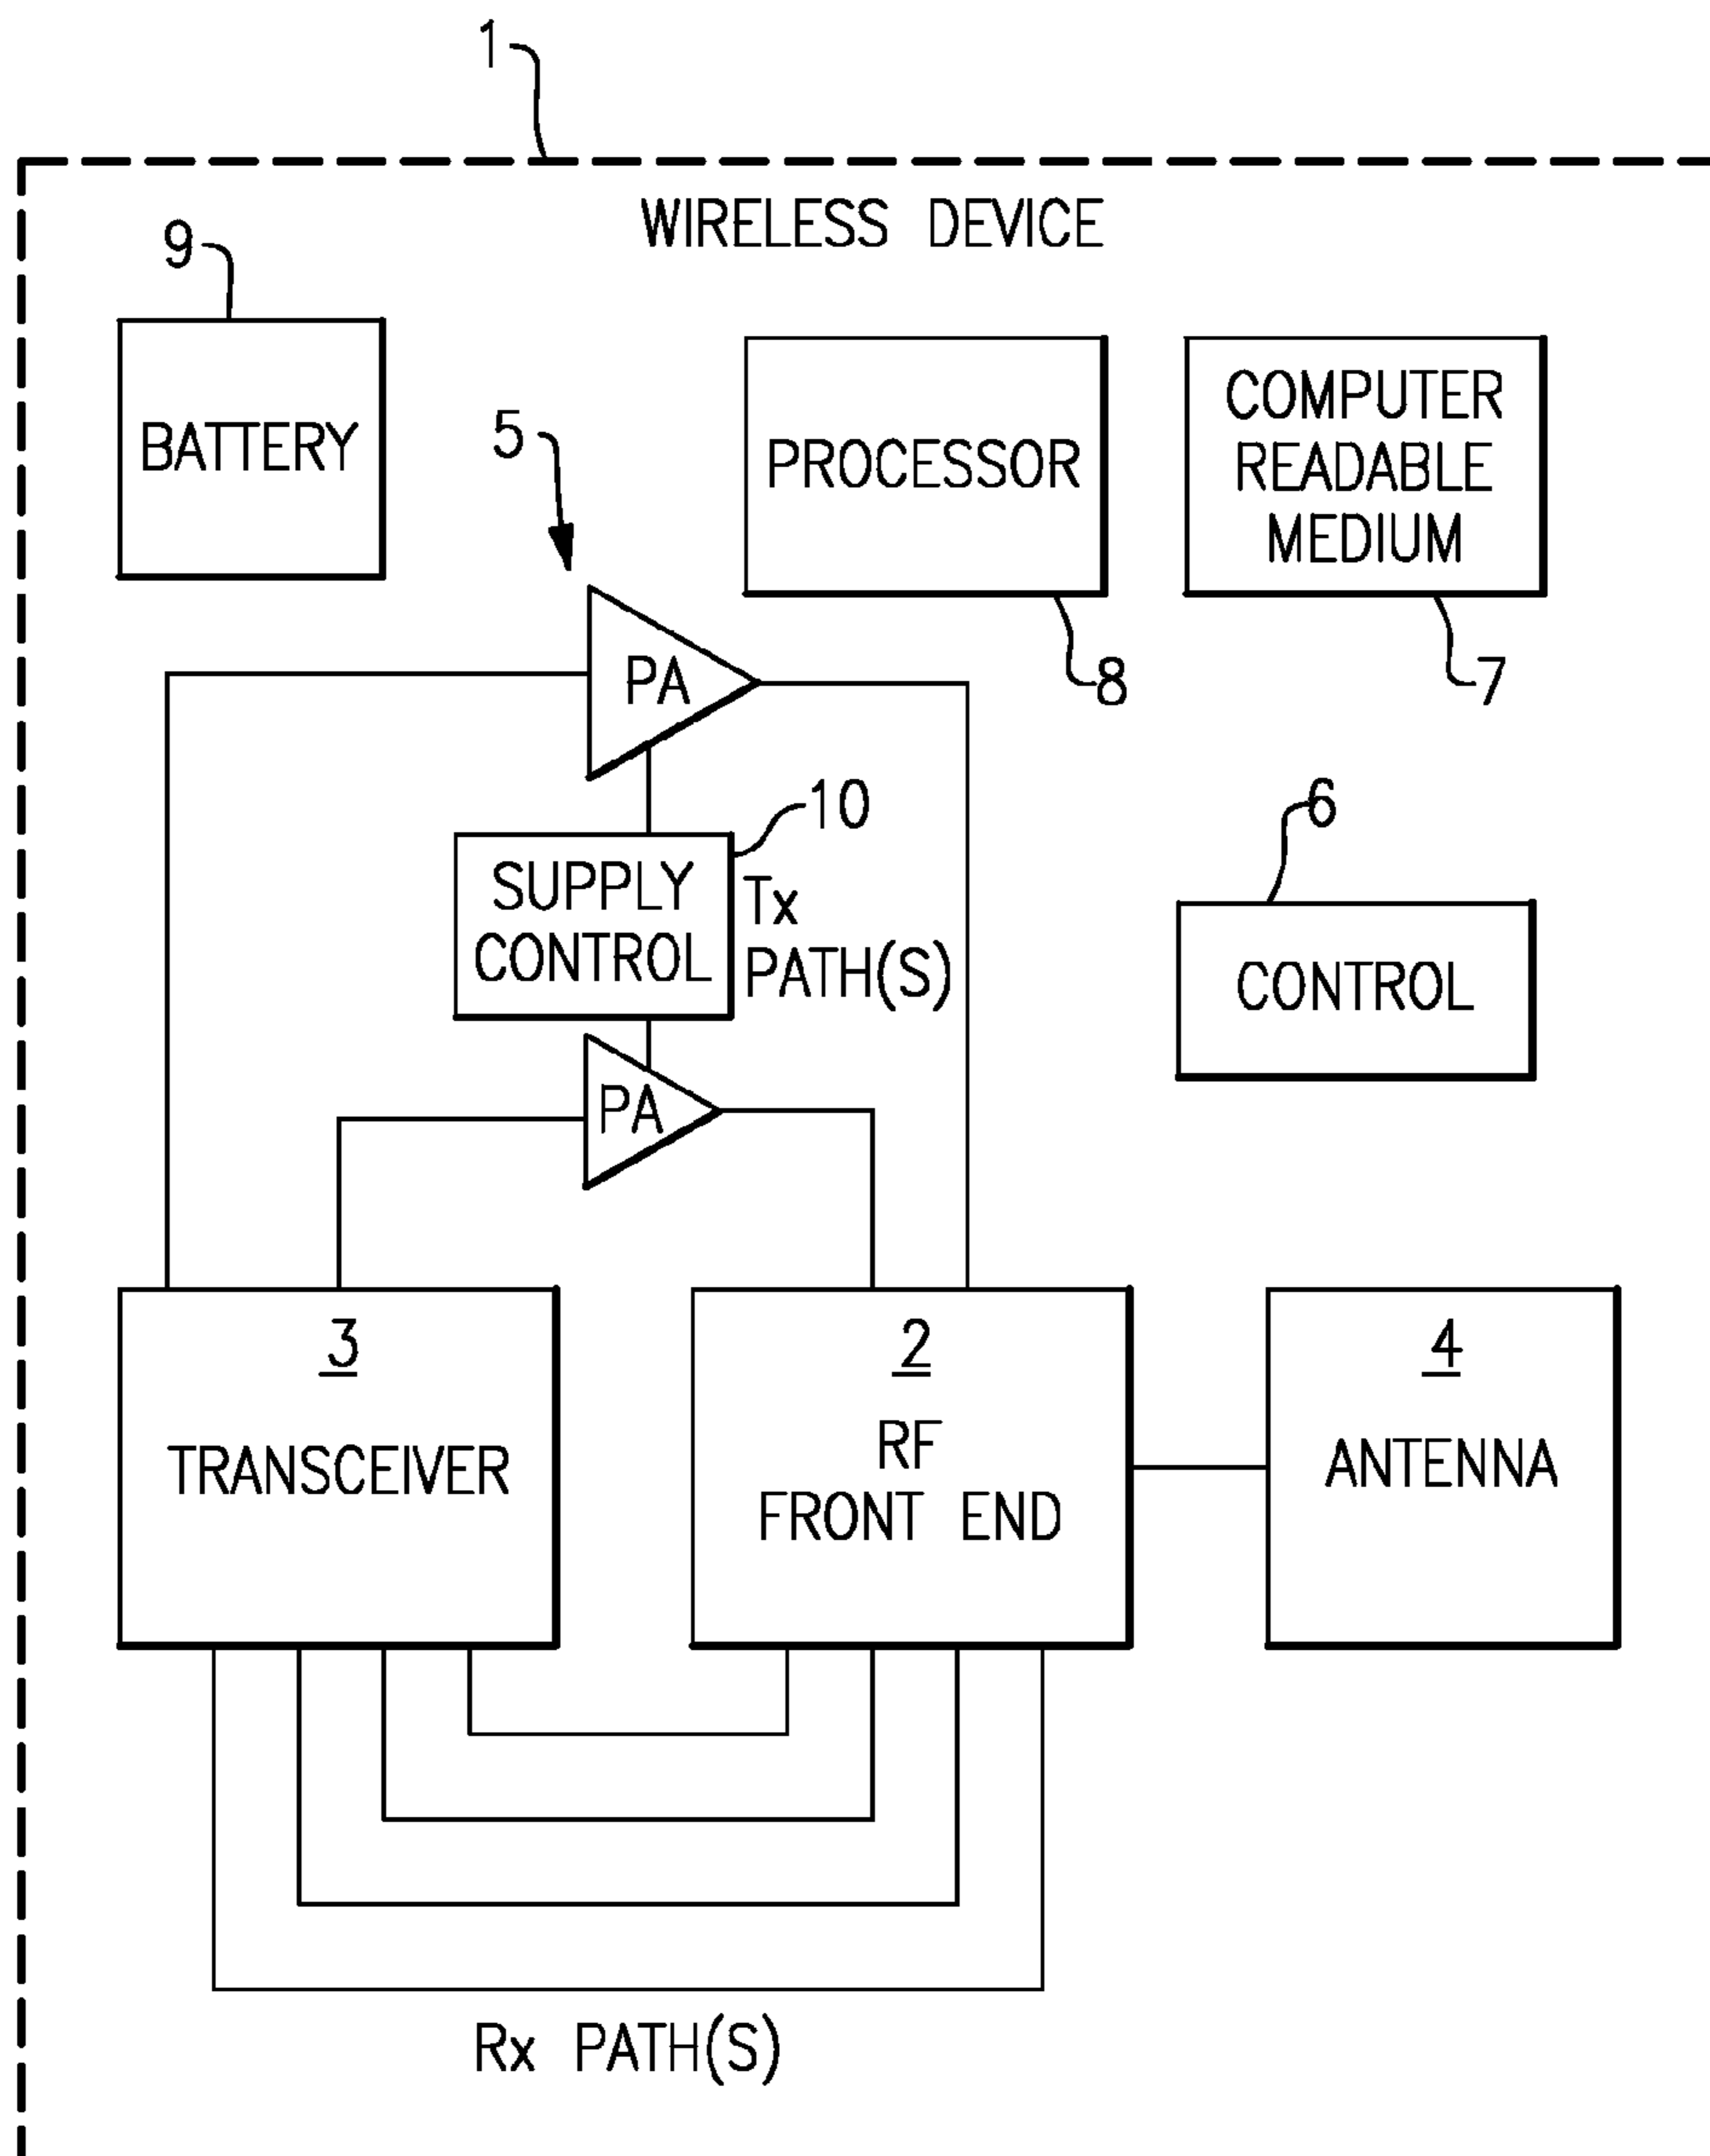 1
WIRELESS DEVICE
9
BATTERY
5
PROCESSOR
8
COMPUTER
READABLE
MEDIUM
7
PA
10
SUPPLY
CONTROL
Tx
PATH(S)
6
CONTROL
PA
3
TRANSCEIVER
2
RF
FRONT END
4
ANTENNA
Rx PATH(S)